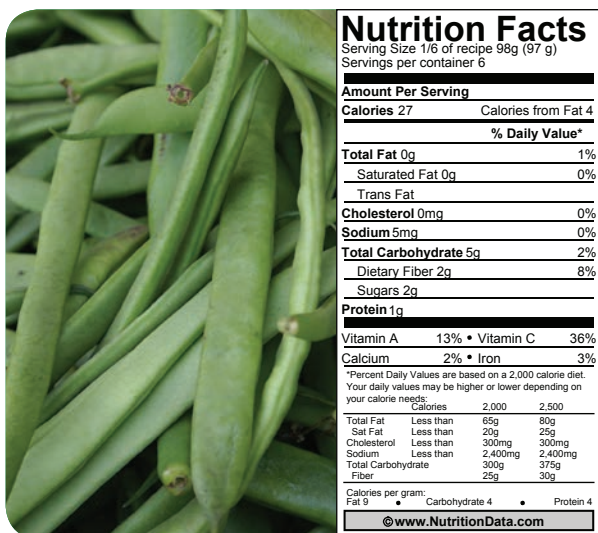 Nutrition Facts
Serving Size 1/6 of recipe 98g (97 g)
Servings per container 6
Amount Per Serving
Calories 27 Calories from Fat 4
% Daily Value*
Total Fat 0g 1%
Saturated Fat 0g 0%
Trans Fat
Cholesterol 0mg 0%
Sodium 5mg 0%
Total Carbohydrate 5g 2%
Dietary Fiber 2g 8%
Sugars 2g
Protein 1g
Vitamin A 13% • Vitamin C 36%
Calcium 2% • Iron 3%
*Percent Daily Values are based on a 2,000 calorie diet.
Your daily values may be higher or lower depending on
your calorie needs:
Calories 2,000 2,500
Total Fat Less than 65g 80g
Sat Fat Less than 20g 25g
Cholesterol Less than 300mg 300mg
Sodium Less than 2,400mg 2,400mg
Total Carbohydrate 300g 375g
Fiber 25g 30g
Calories per gram:
Fat 9 • Carbohydrate 4 • Protein 4
©www.NutritionData.com